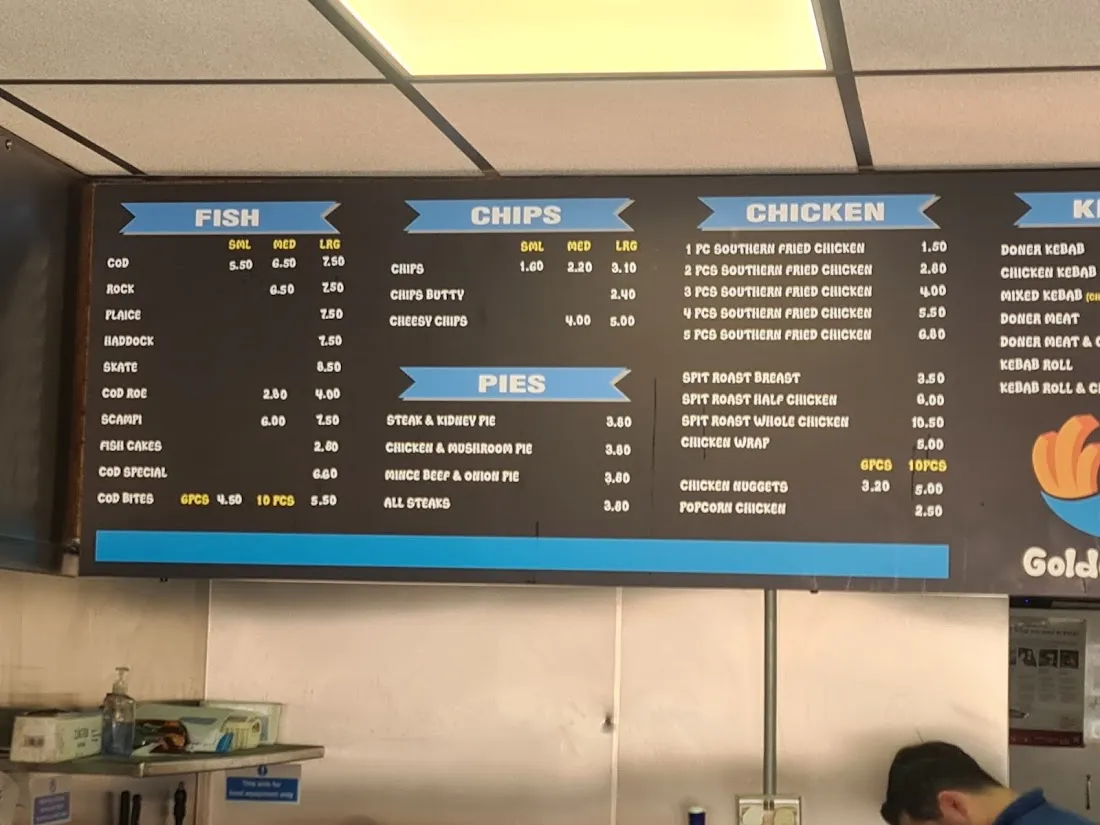 FISH
SML MED LRG
COD 5.50 6.50 7.50
ROCK 6.50 7.50
PLAICE 7.50
HADDOCK 7.50
SKATE 8.50
COD ROE 2.80 4.00
SCAMPI 6.00 7.50
FISH CAKES 2.80
COD SPECIAL 6.60
COD BITES 6PCS 4.50 10 PCS 5.50
CHIPS
SML MED LRG
CHIPS 1.60 2.20 3.10
CHIPS BUTTY 2.40
CHEESY CHIPS 4.00 5.00
PIES
STEAK & KIDNEY PIE 3.80
CHICKEN & MUSHROOM PIE 3.80
MINCE BEEF & ONION PIE 3.80
ALL STEAKS 3.80
CHICKEN
1 PC SOUTHERN FRIED CHICKEN 1.50
2 PCS SOUTHERN FRIED CHICKEN 2.80
3 PCS SOUTHERN FRIED CHICKEN 4.00
4 PCS SOUTHERN FRIED CHICKEN 5.50
5 PCS SOUTHERN FRIED CHICKEN 6.80
SPIT ROAST BREAST 3.50
SPIT ROAST HALF CHICKEN 6.00
SPIT ROAST WHOLE CHICKEN 10.50
CHICKEN WRAP 5.00
6PCS 10PCS
CHICKEN NUGGETS 3.20 5.00
POPCORN CHICKEN 2.50
DONER KEBAB
CHICKEN KEBAB
MIXED KEBAB
DONER MEAT
DONER MEAT &
KEBAB ROLL
KEBAB ROLL &